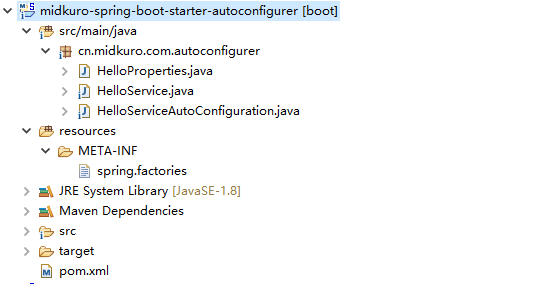 midkuro-spring-boot-starter-autoconfigurer [boot]
src/main/java
cn.midkuro.com.autoconfigurer
HelloProperties.java
HelloService.java
HelloServiceAutoConfiguration.java
resources
META-INF
spring.factories
JRE System Library [JavaSE-1.8]
Maven Dependencies
src
target
pom.xml